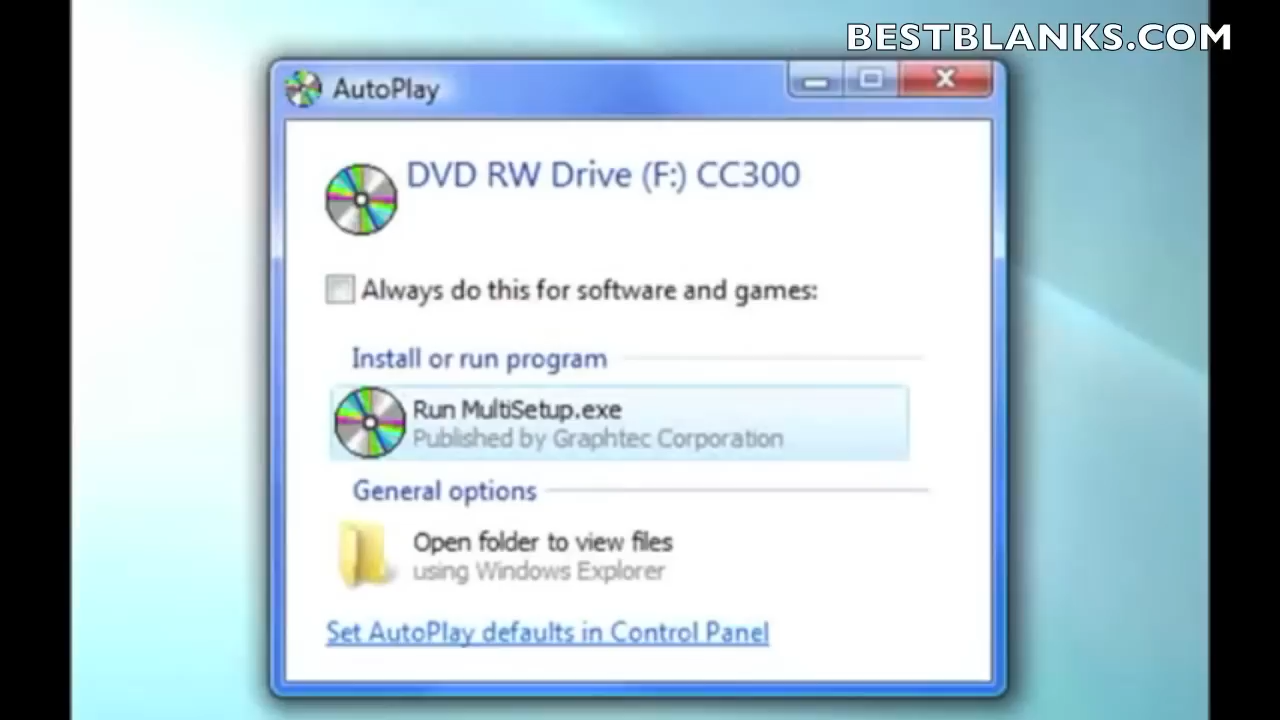 BESTBLANKS.COM
AutoPlay
DVD RW Drive (F:) CC300
Always do this for software and games:
Install or run program
Run MultiSetup.exe
Published by Graphtec Corporation
General options
Open folder to view files
using Windows Explorer
Set AutoPlay defaults in Control Panel